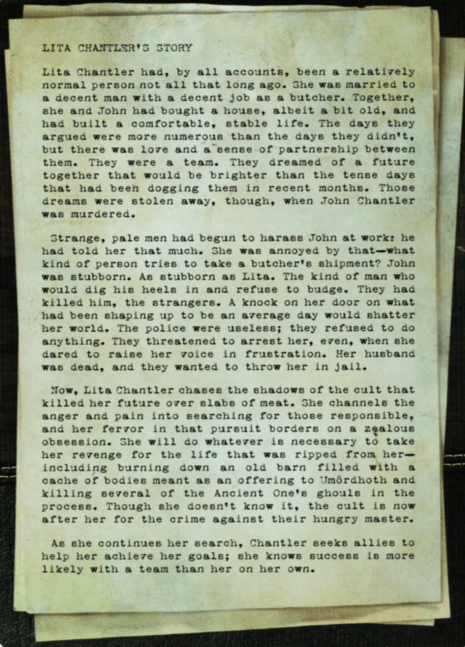 LITA CHANTLER'S STORY
Lita Chantler had, by all accounts, been a relatively
normal person not all that long ago. She was married to
a decent man with a decent job as a butcher. Together,
she and John had bought a house, albeit a bit old, and
had built a comfortable, stable life. The days they
argued were more numerous than the days they didn't,
but there was love and a sense of partnership between
them. They were a team. They dreamed of a future
together that would be brighter than the tense days
that had been dogging them in recent months. Those
dreams were stolen away, though, when John Chantler
was murdered.
Strange, pale men had begun to harass John at work: he
had told her that much. She was annoyed by that—what
kind of person tries to take a butcher's shipment? John
was stubborn. As stubborn as Lita. The kind of man who
would dig his heels in and refuse to budge. They had
killed him, the strangers. A knock on her door on what
had been shaping up to be an average day would shatter
her world. The police were useless; they refused to do
anything. They threatened to arrest her, even, when she
dared to raise her voice in frustration. Her husband
was dead, and they wanted to throw her in jail.
Now, Lita Chantler chases the shadows of the cult that
killed her future over slabs of meat. She channels the
anger and pain into searching for those responsible,
and her fervor in that pursuit borders on a zealous
obsession. She will do whatever is necessary to take
her revenge for the life that was ripped from her—
including burning down an old barn filled with a
cache of bodies meant as an offering to Umôrdhoth and
killing several of the Ancient One's ghouls in the
process. Though she doesn't know it, the cult is now
after her for the crime against their hungry master.
As she continues her search, Chantler seeks allies to
help her achieve her goals; she knows success is more
likely with a team than her on her own.